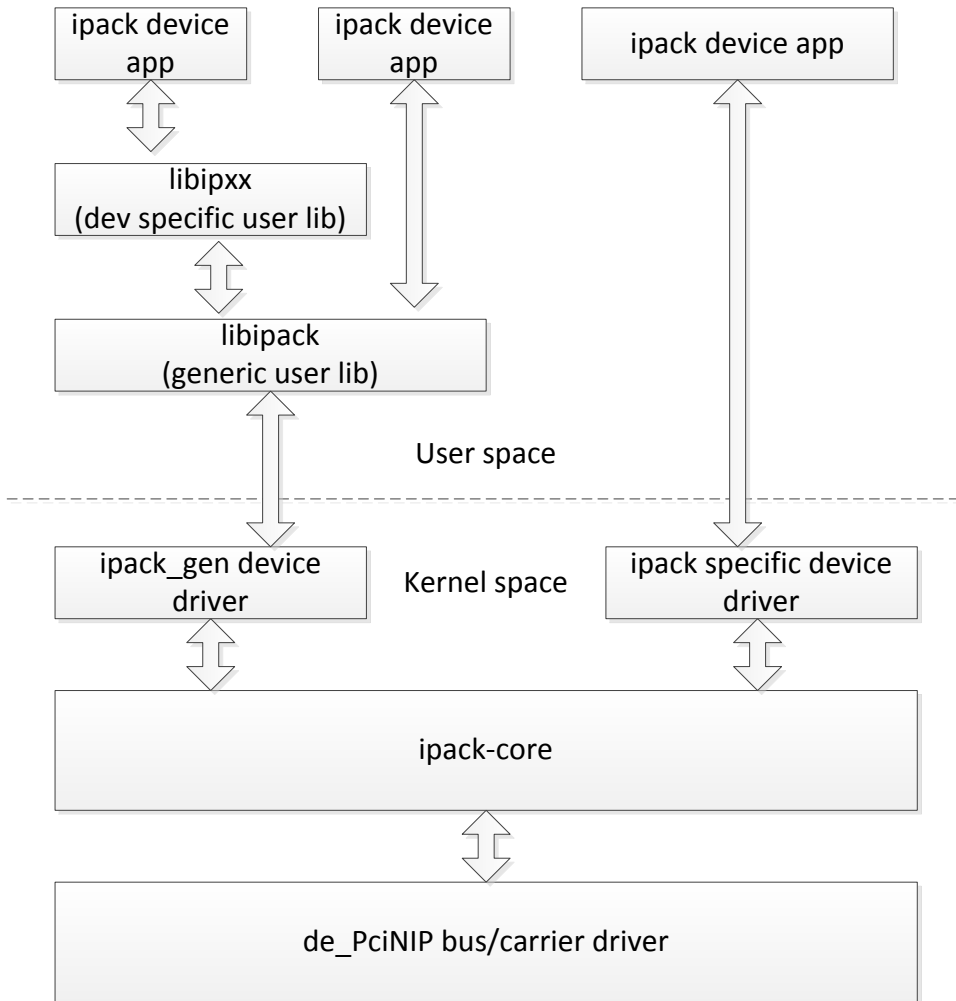 ipack device
app
ipack device
app
ipack device app
libipxx
(dev specific user lib)
libipack
(generic user lib)
User space
ipack_gen device
driver
Kernel space
ipack specific device
driver
ipack-core
de_PciNIP bus/carrier driver